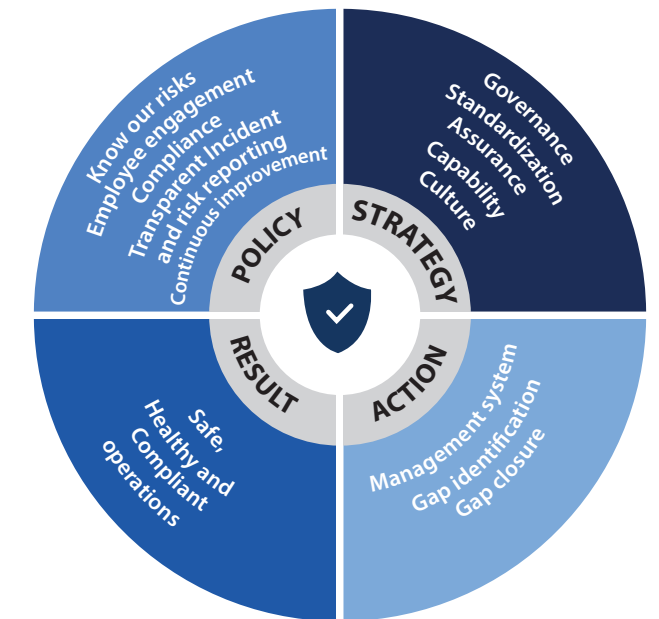 Know our risks
Employee engagement
Compliance
Transparent Incident
and risk reporting
Continuous improvement
POLICY
Governance
Standardization
Assurance
Capability
Culture
STRATEGY
RESULT
Safe,
Healthy and
Compliant
operations
ACTION
Management system
Gap identification
Gap closure